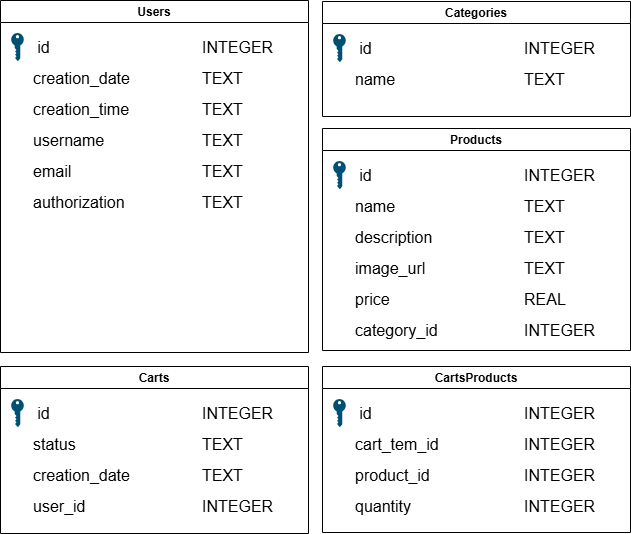 Users
id INTEGER
creation_date TEXT
creation_time TEXT
username TEXT
email TEXT
authorization TEXT
Categories
id INTEGER
name TEXT
Products
id INTEGER
name TEXT
description TEXT
image_url TEXT
price REAL
category_id INTEGER
Carts
id INTEGER
status TEXT
creation_date TEXT
user_id INTEGER
CartsProducts
id INTEGER
cart_tem_id INTEGER
product_id INTEGER
quantity INTEGER